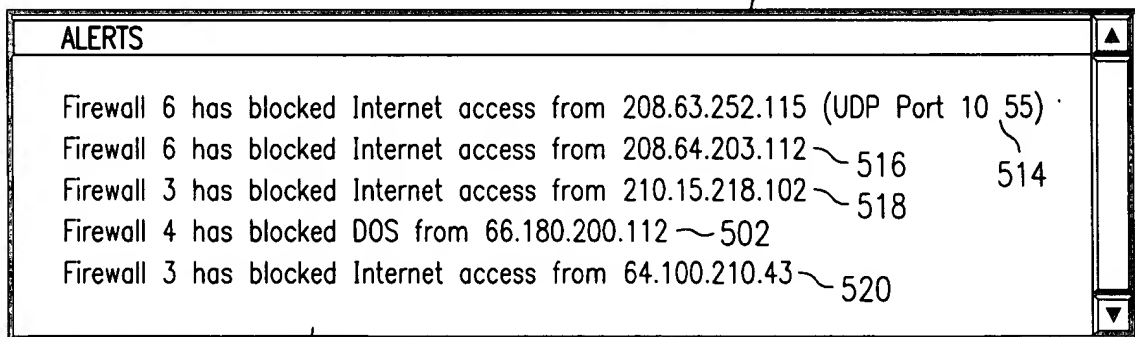 ALERTS
Firewall 6 has blocked Internet access from 208.63.252.115 (UDP Port 10 55)
514
Firewall 6 has blocked Internet access from 208.64.203.112 516
Firewall 3 has blocked Internet access from 210.15.218.102 518
Firewall 4 has blocked DOS from 66.180.200.112 502
Firewall 3 has blocked Internet access from 64.100.210.43 520